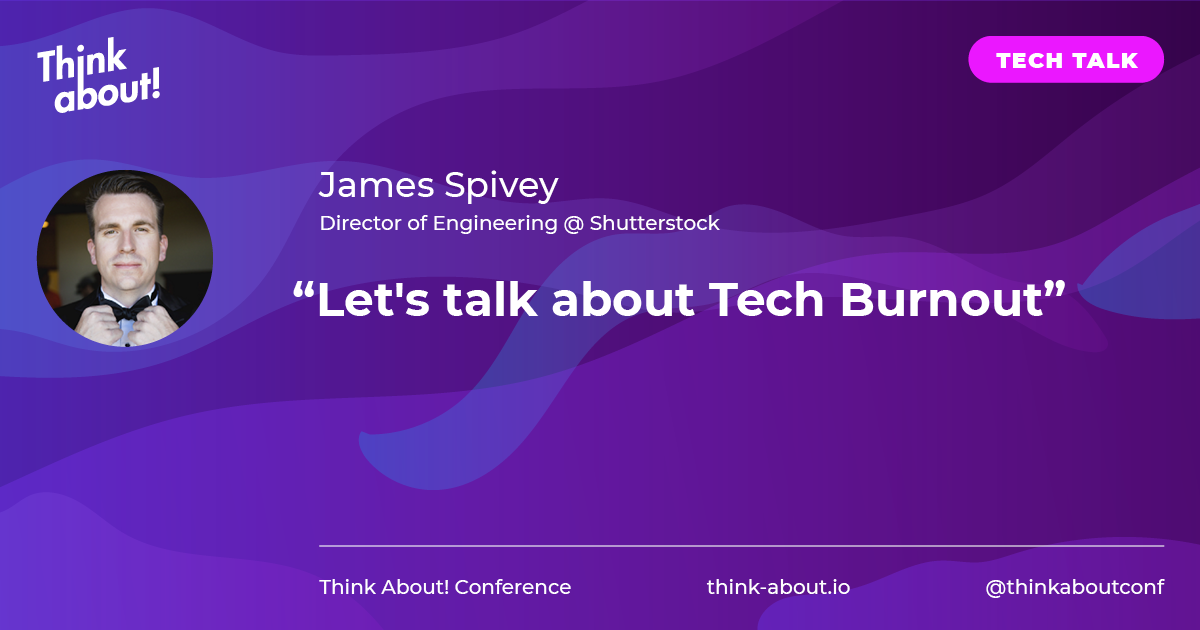 Think
about!
TECH TALK
James Spivey
Director of Engineering @ Shutterstock
“Let's talk about Tech Burnout”
Think About! Conference
think-about.io
@thinkaboutconf